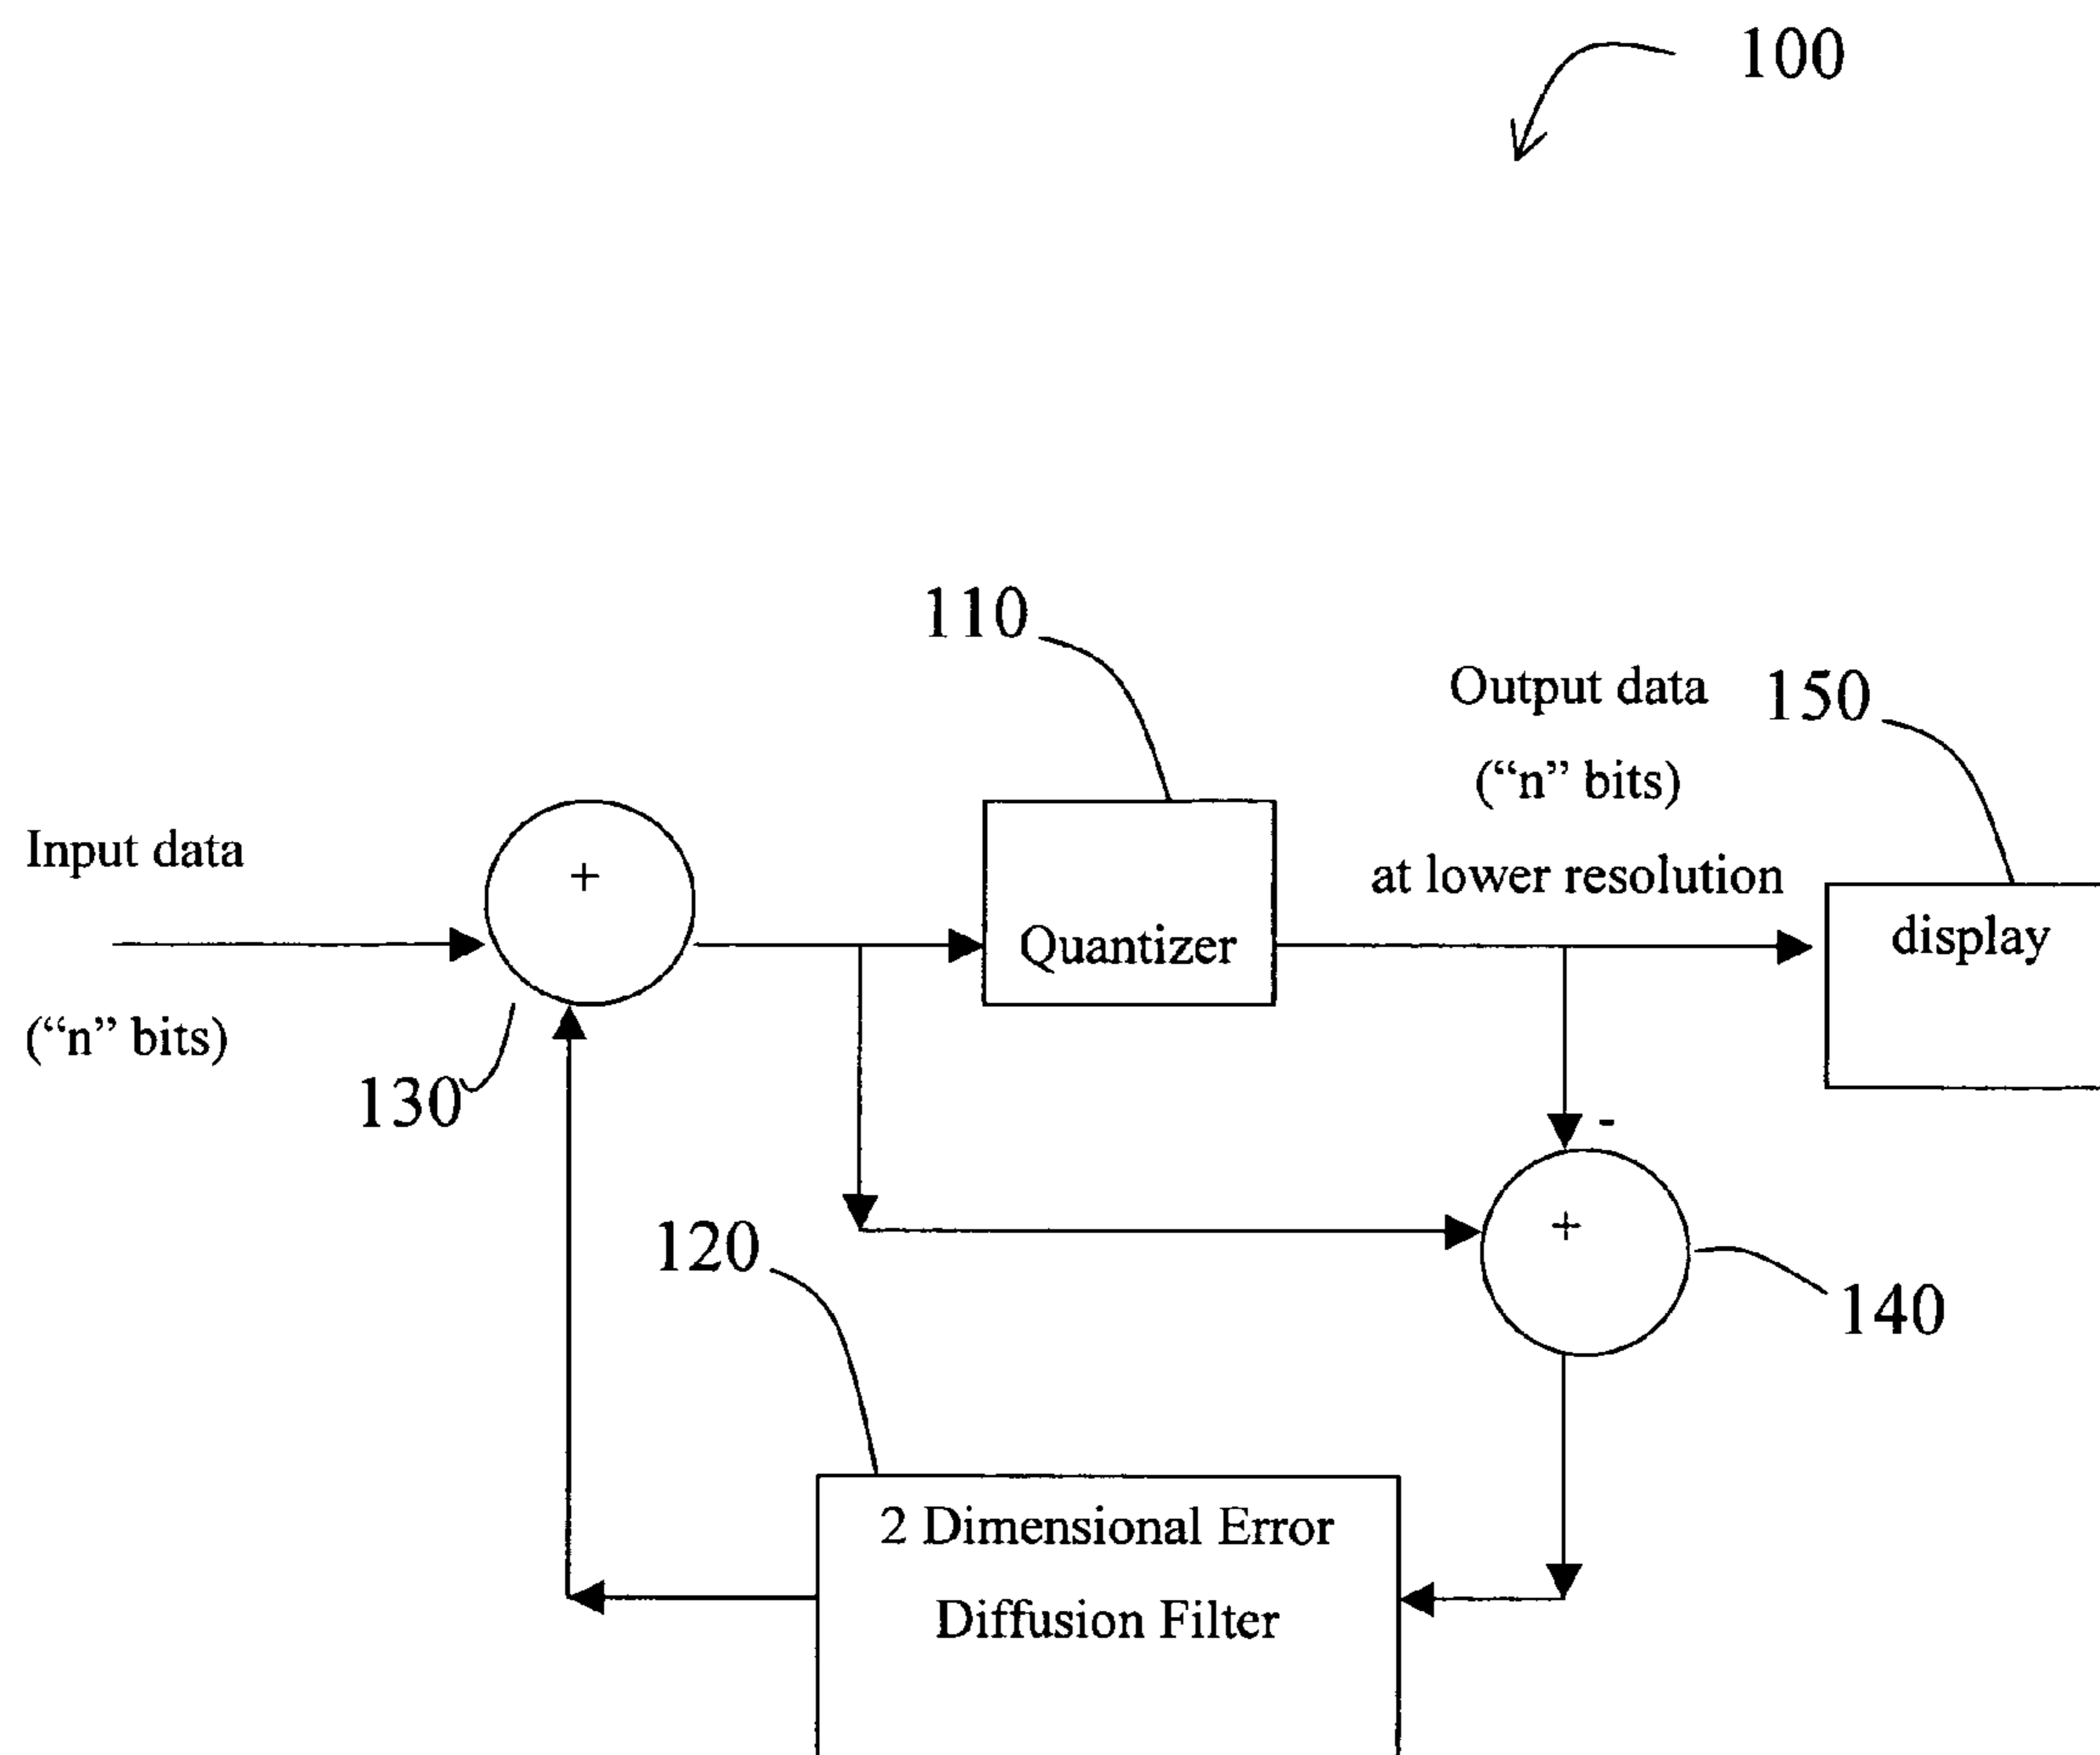 100
110
Output data
150
("n" bits)
Input data
+
at lower resolution
Quantizer
display
("n" bits)
130
-
+
120
140
2 Dimensional Error
Diffusion Filter